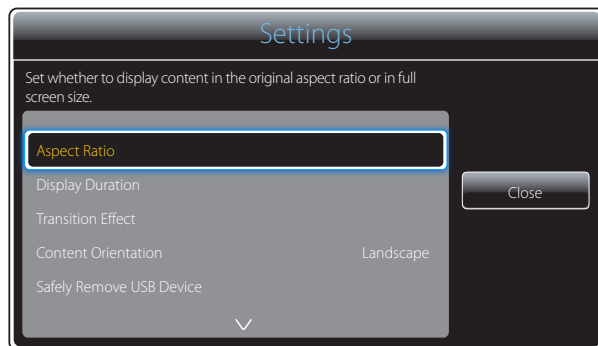 Settings
Set whether to display content in the original aspect ratio or in full
screen size.
Aspect Ratio
Display Duration
Close
Transition Effect
Content Orientation Landscape
Safely Remove USB Device